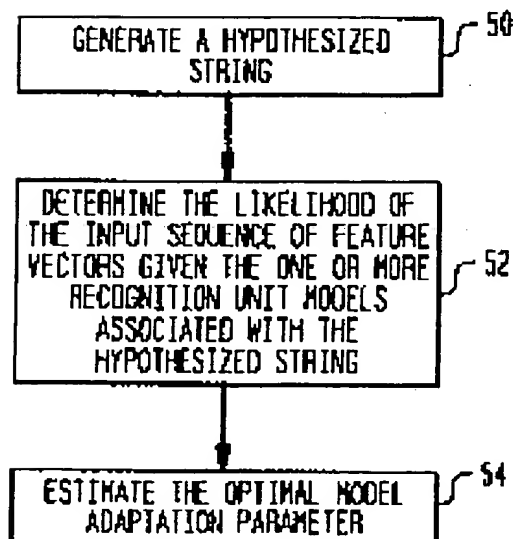 GENERATE A HYPOTHESIZED
STRING
50
DETERMINE THE LIKELIHOOD OF
THE INPUT SEQUENCE OF FEATURE
VECTORS GIVEN THE ONE OR MORE
RECOGNITION UNIT MODELS
ASSOCIATED WITH THE
HYPOTHESIZED STRING
52
ESTIMATE THE OPTIMAL MODEL
ADAPTATION PARAMETER
54